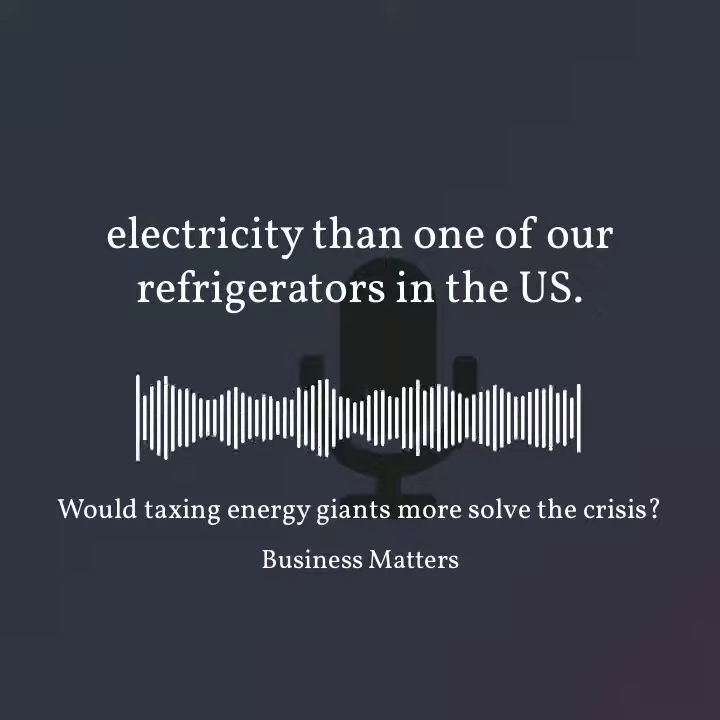 electricity than one of our
refrigerators in the US.
Would taxing energy giants more solve the crisis?
Business Matters